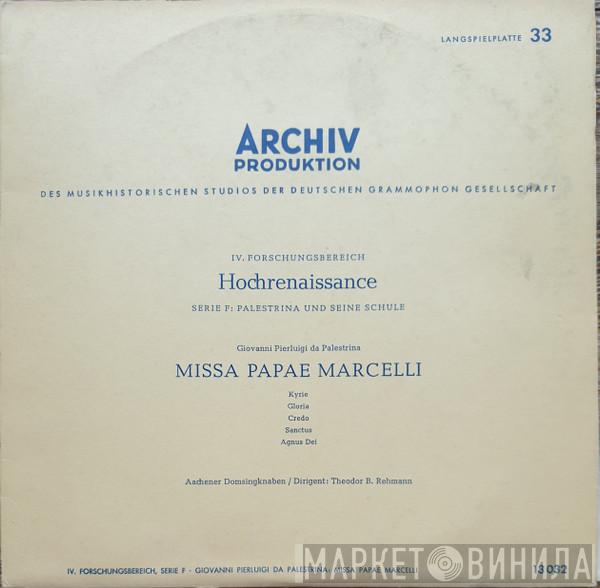 LANGSPIELPLATTE 33
ARCHIV
PRODUKTION
DES MUSIKHISTORISCHEN STUDIOS DER DEUTSCHEN GRAMMOPHON GESELLSCHAFT
IV. FORSCHUNGSBEREICH
Hochrenaissance
SERIE F: PALESTRINA UND SEINE SCHULE
Giovanni Pierluigi da Palestrina
MISSA PAPAE MARCELLI
Kyrie
Gloria
Credo
Sanctus
Agnus Dei
Aachener Domsingknaben / Dirigent: Theodor B. Rehmann
IV. FORSCHUNGSBEREICH, SERIE F - GIOVANNI PIERLUIGI DA PALESTRINA: MISSA PAPAE MARCELLI 13032
МАРКЕТ ВИНИЛА